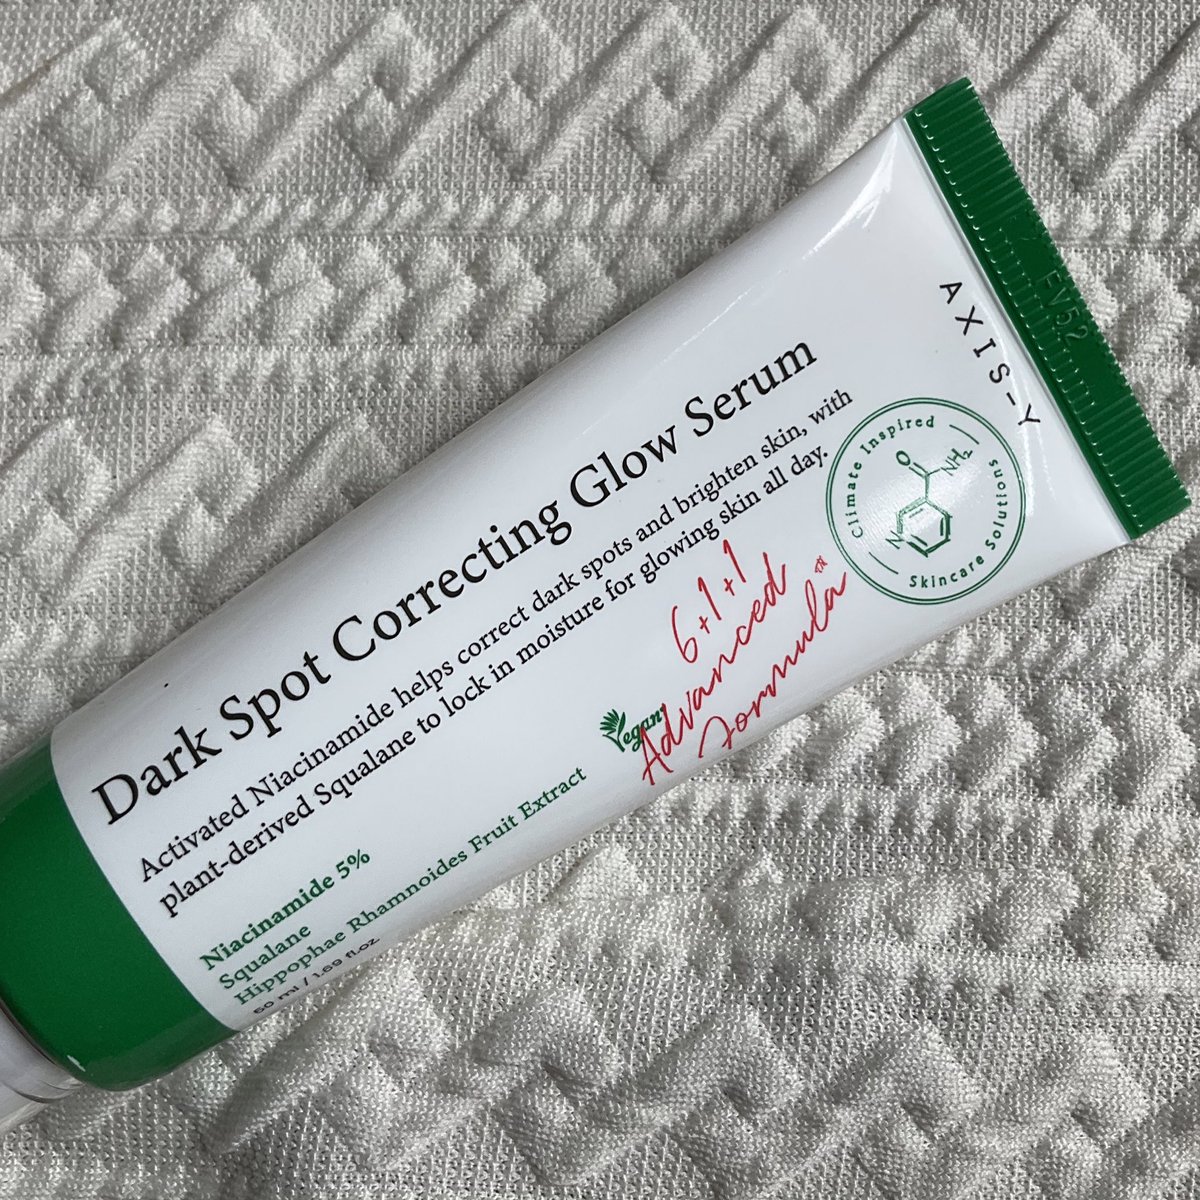 Dark Spot Correcting Glow Serum
Activated Niacinamide helps correct dark spots and brighten skin, with
plant-derived Squalane to lock in moisture for glowing skin all day.
Niacinamide 5%
Squalane
Hippophae Rhamnoides Fruit Extract
50 ml / 1.69 fl.oz
Vegan
6+1+1
Advanced
Formula™
AXIS-Y
Climate Inspired
Skincare Solutions
O
NH₂
N
EV52